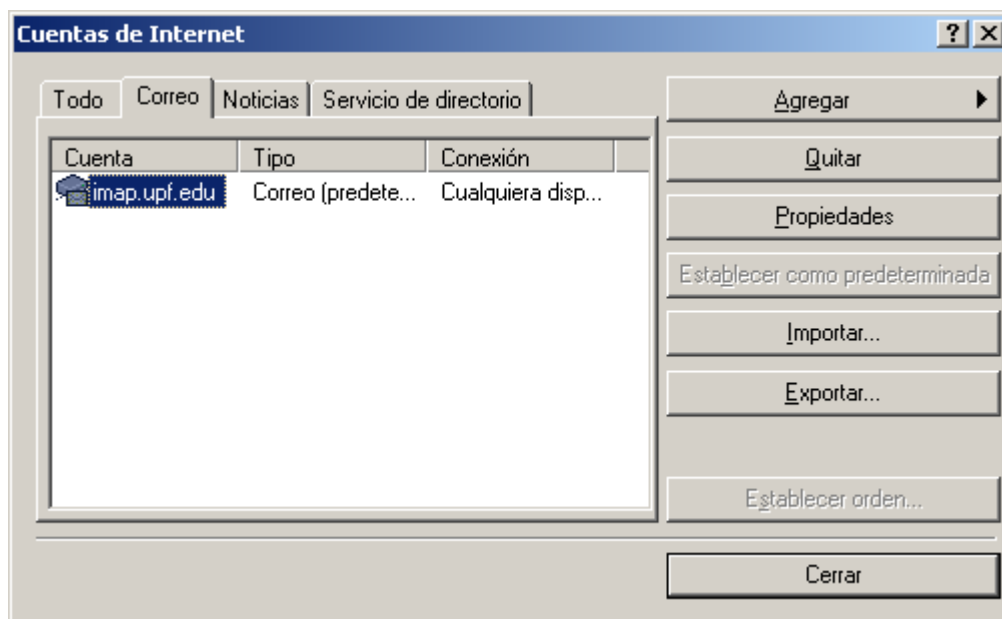 Cuentas de Internet
Todo Correo Noticias Servicio de directorio
Cuenta Tipo Conexión
imap.upf.edu Correo (predete... Cualquiera disp...
Agregar
Quitar
Propiedades
Establecer como predeterminada
Importar...
Exportar...
Establecer orden...
Cerrar